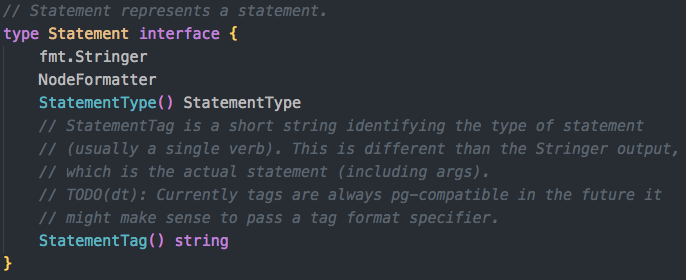 // Statement represents a statement.
type Statement interface {
    fmt.Stringer
    NodeFormatter
    StatementType() StatementType
    // StatementTag is a short string identifying the type of statement
    // (usually a single verb). This is different than the Stringer output,
    // which is the actual statement (including args).
    // TODO(dt): Currently tags are always pg-compatible in the future it
    // might make sense to pass a tag format specifier.
    StatementTag() string
}